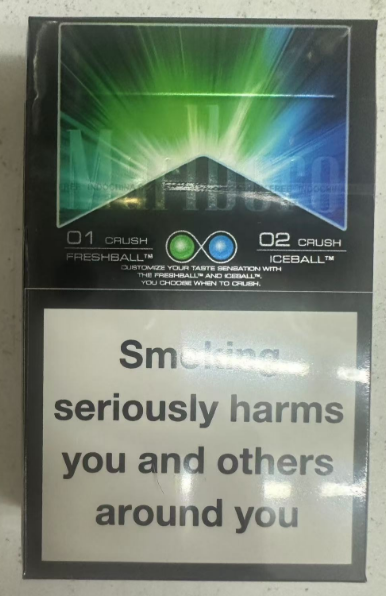 Marlboro
01 CRUSH
FRESHBALL™
02 CRUSH
ICEBALL™
CUSTOMIZE YOUR TASTE SENSATION WITH
THE FRESHBALL™ AND ICEBALL™.
YOU CHOOSE WHEN TO CRUSH.
Smoking
seriously harms
you and others
around you